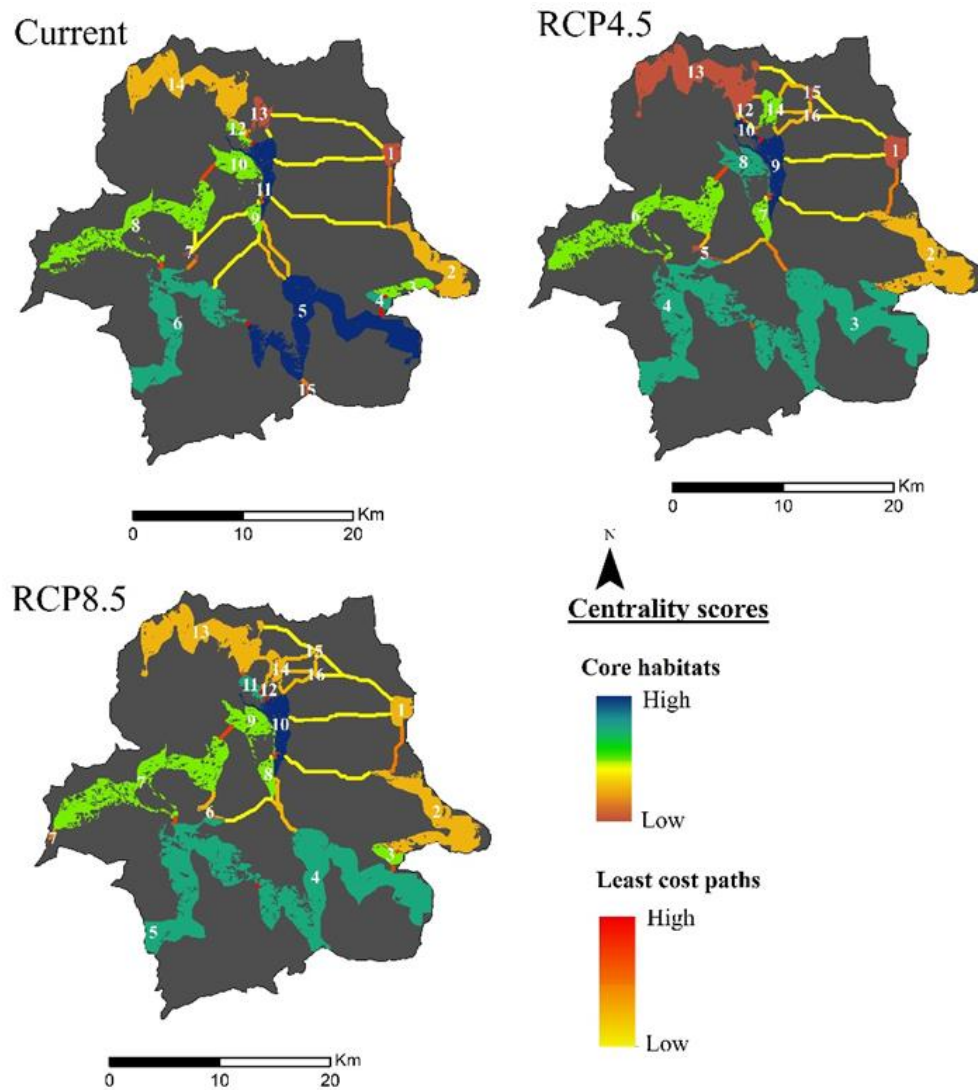 Current
14
13
12
1
10
11
8
9
7
2
3
4
5
6
15
Km
0 10 20
RCP4.5
13
15
12
14
16
10
1
8
9
6
7
5
2
4
3
Km
0 10 20
RCP8.5
13
15
14
11
12
16
1
9
10
7
8
6
2
7
3
4
5
Km
0 10 20
N
Centrality scores
Core habitats
High
Low
Least cost paths
High
Low